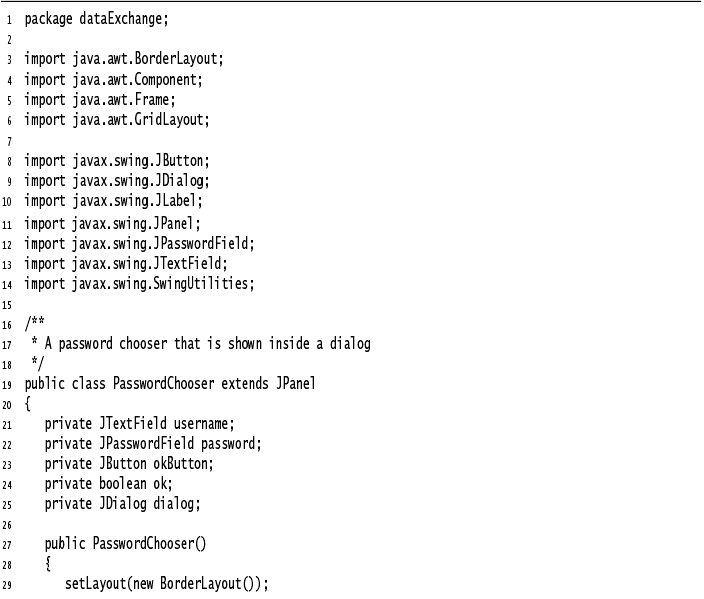 1 package dataExchange;
2
3 import java.awt.BorderLayout;
4 import java.awt.Component;
5 import java.awt.Frame;
6 import java.awt.GridLayout;
7
8 import javax.swing.JButton;
9 import javax.swing.JDialog;
10 import javax.swing.JLabel;
11 import javax.swing.JPanel;
12 import javax.swing.JPasswordField;
13 import javax.swing.JTextField;
14 import javax.swing.SwingUtilities;
15
16 /**
17  * A password chooser that is shown inside a dialog
18  */
19 public class PasswordChooser extends JPanel
20 {
21    private JTextField username;
22    private JPasswordField password;
23    private JButton okButton;
24    private boolean ok;
25    private JDialog dialog;
26
27    public PasswordChooser()
28    {
29       setLayout(new BorderLayout());